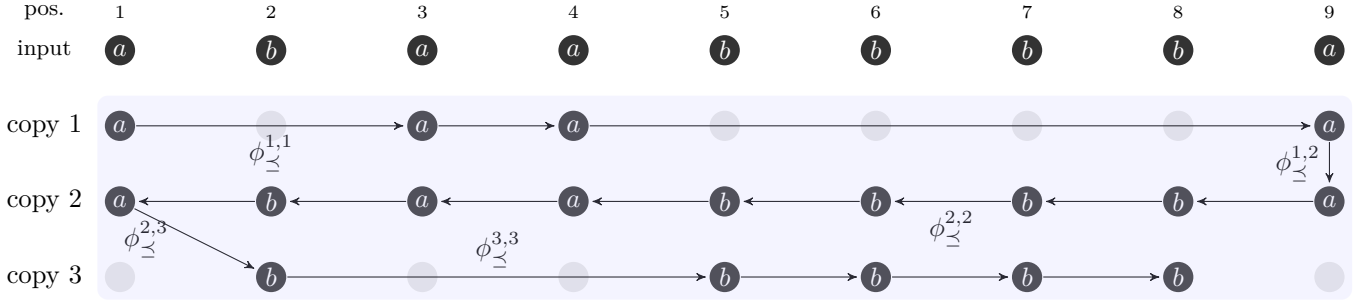 pos. 1 2 3 4 5 6 7 8 9
input a b a a b b b b a
copy 1 a a a a
ϕ⪯^{1,1} ϕ⪯^{1,2}
copy 2 a b a a b b b b a
ϕ⪯^{2,3} ϕ⪯^{3,3} ϕ⪯^{2,2}
copy 3 b b b b b